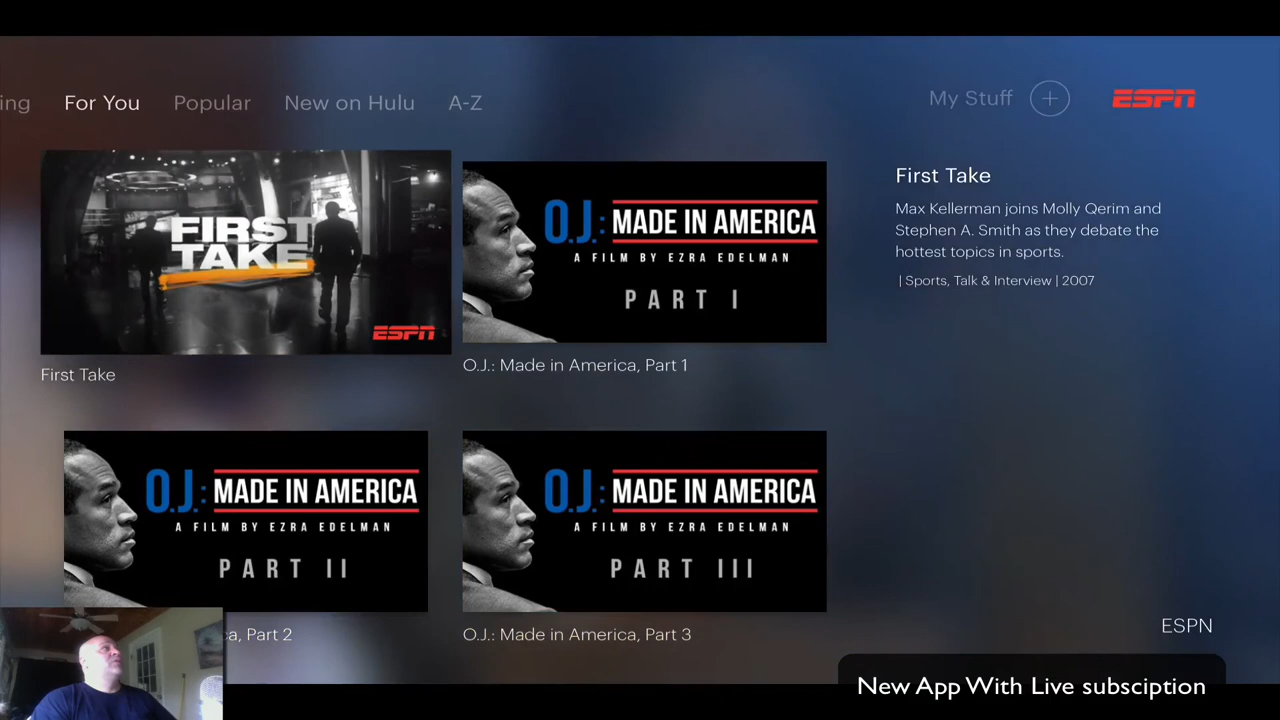 ing For You Popular New on Hulu A-Z My Stuff + ESPN
FIRST
TAKE
ESPN
First Take
O.J.: MADE IN AMERICA
A FILM BY EZRA EDELMAN
PART I
O.J.: Made in America, Part 1
First Take
Max Kellerman joins Molly Qerim and
Stephen A. Smith as they debate the
hottest topics in sports.
| Sports, Talk & Interview | 2007
O.J.: MADE IN AMERICA
A FILM BY EZRA EDELMAN
PART II
ca, Part 2
O.J.: MADE IN AMERICA
A FILM BY EZRA EDELMAN
PART III
O.J.: Made in America, Part 3
ESPN
New App With Live subsciption